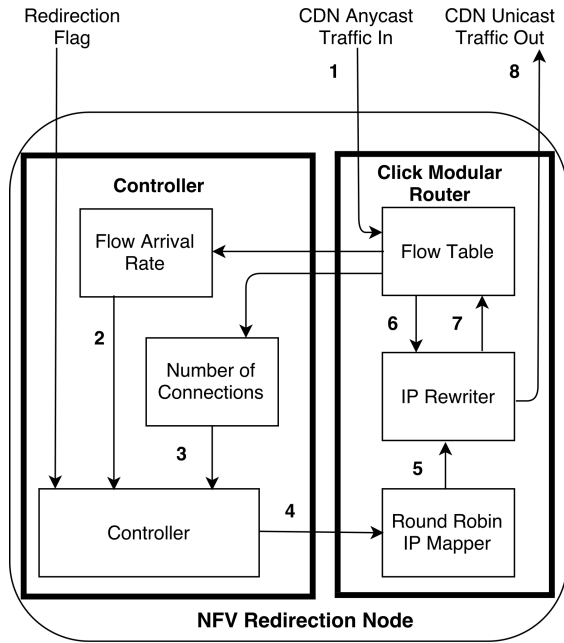 Redirection
Flag
CDN Anycast
Traffic In
CDN Unicast
Traffic Out
1
8
Controller
Click Modular
Router
Flow Arrival
Rate
Flow Table
2
6
7
Number of
Connections
IP Rewriter
3
5
4
Controller
Round Robin
IP Mapper
NFV Redirection Node